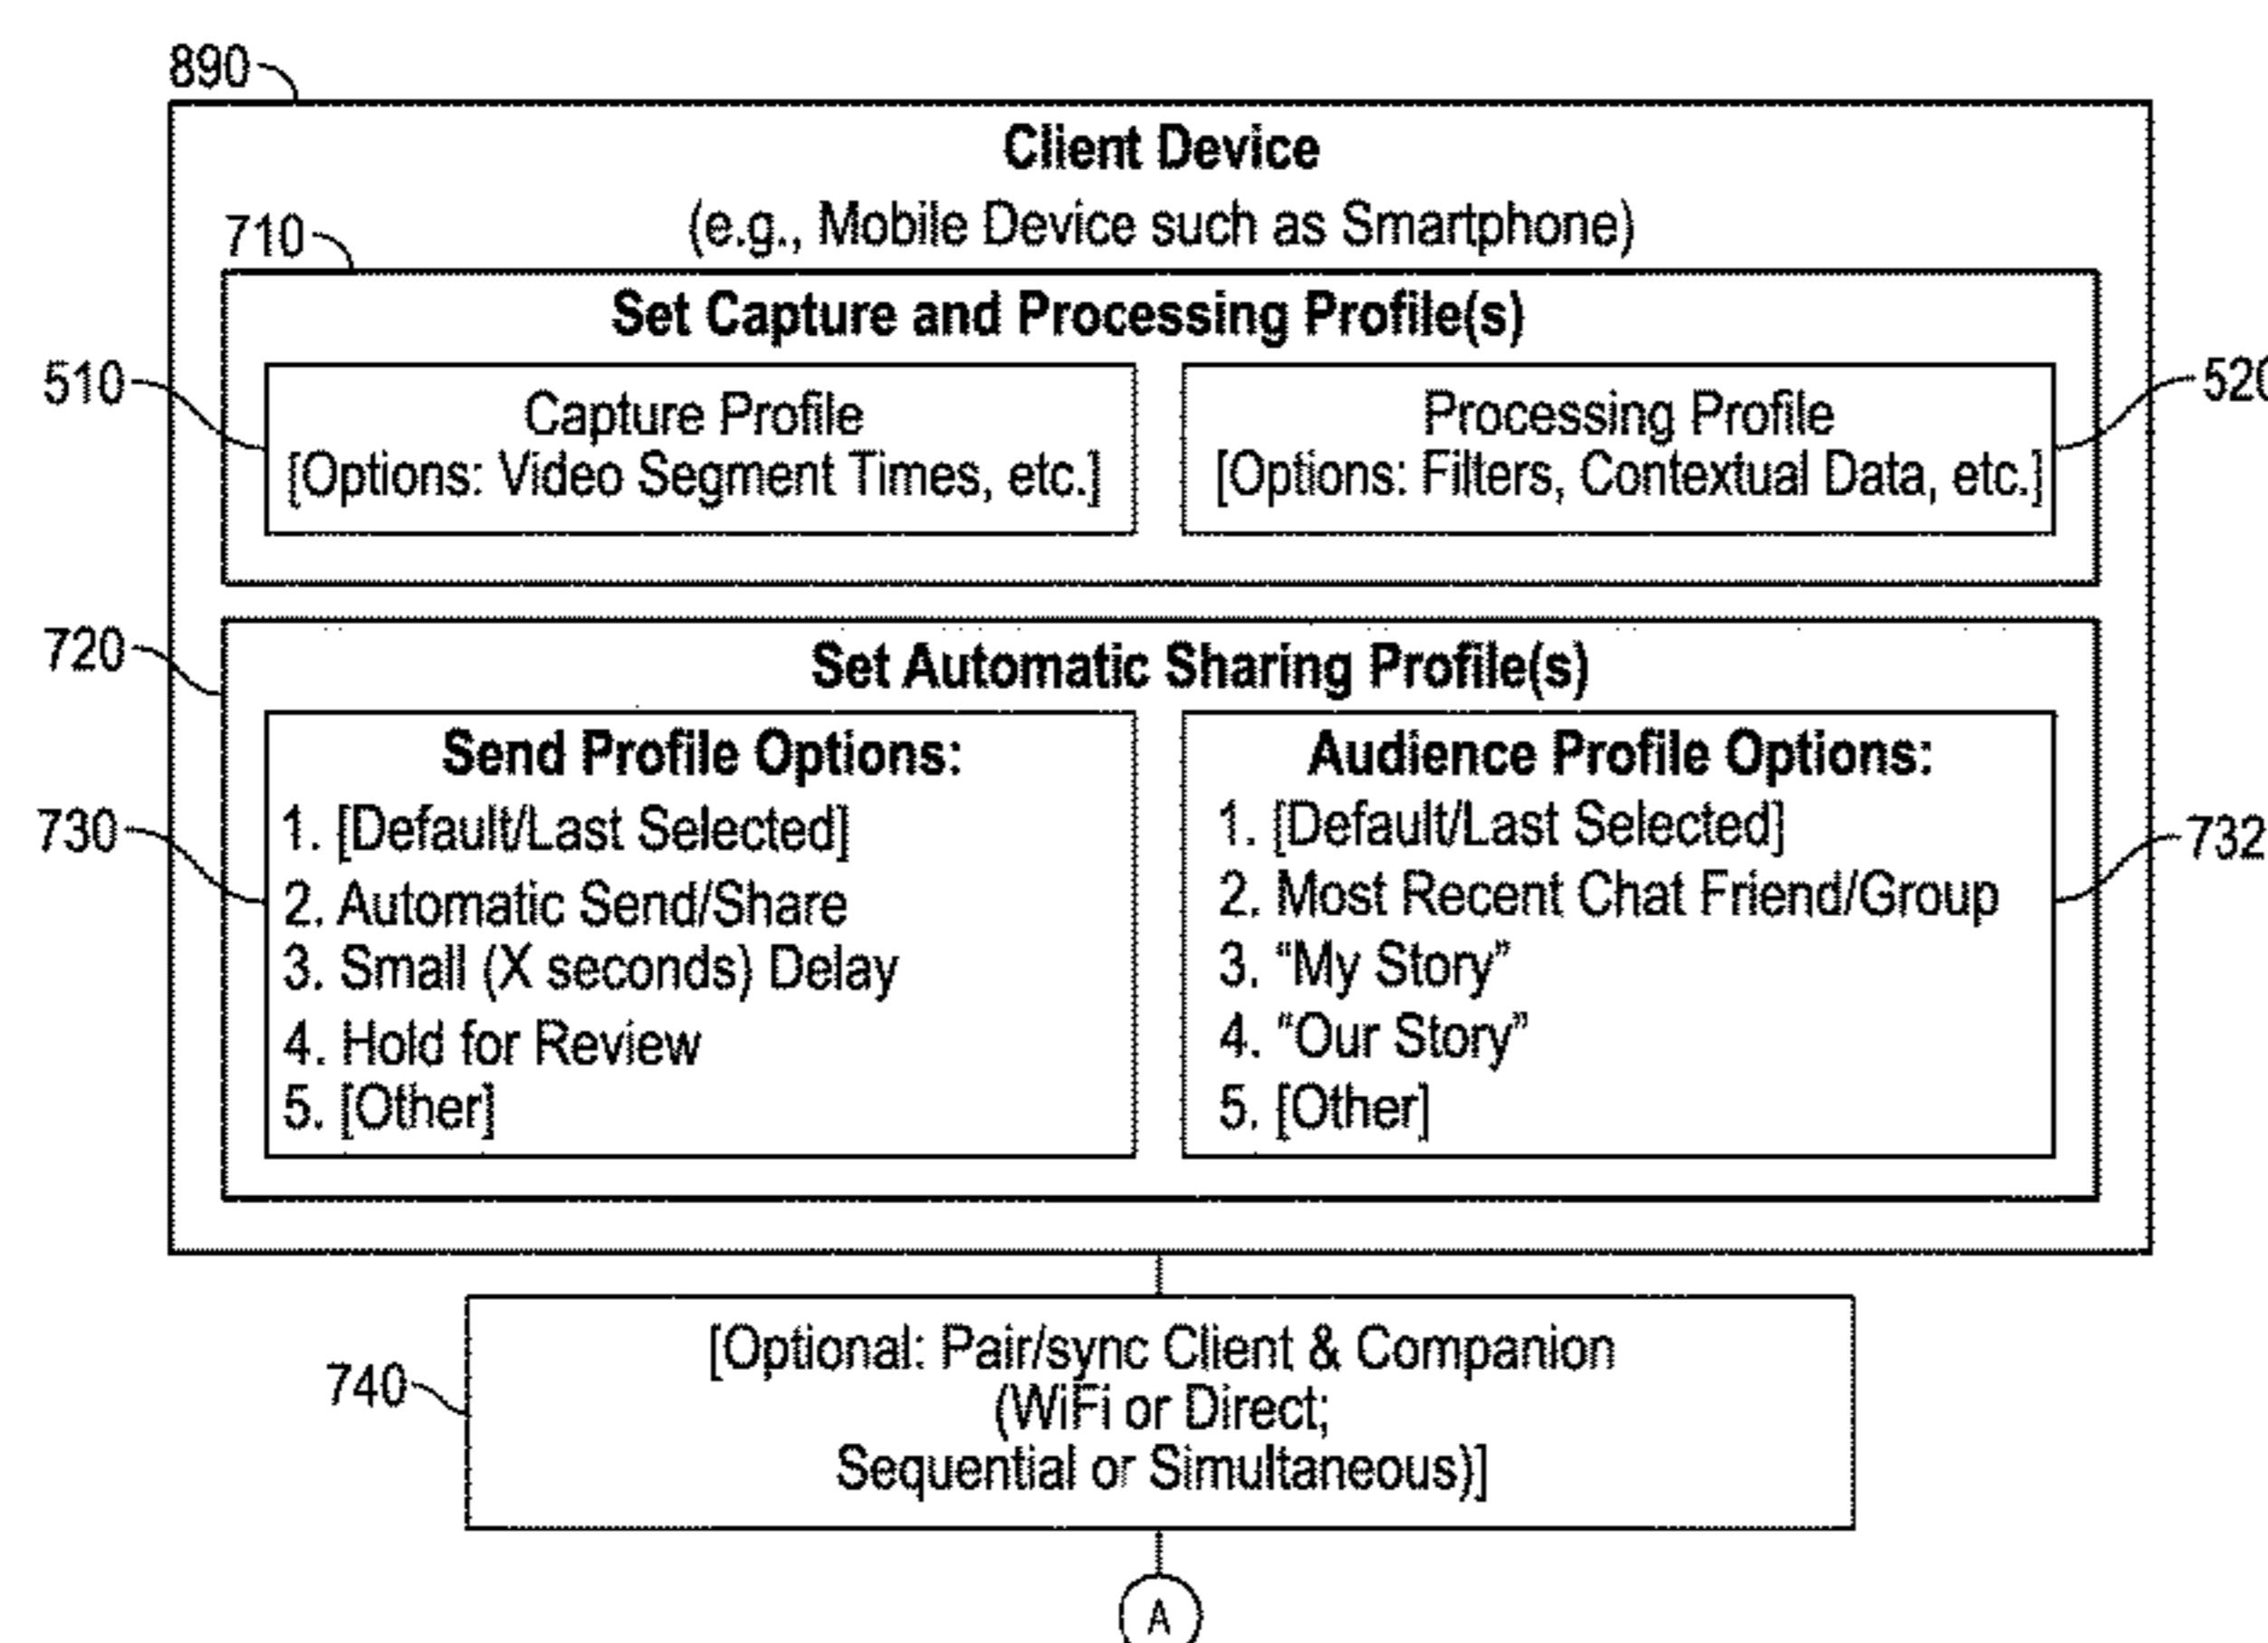 890
Client Device
(e.g., Mobile Device such as Smartphone)
710
Set Capture and Processing Profile(s)
510
Capture Profile
[Options: Video Segment Times, etc.]
Processing Profile
[Options: Filters, Contextual Data, etc.]
520
720
Set Automatic Sharing Profile(s)
730
Send Profile Options:
1. [Default/Last Selected]
2. Automatic Send/Share
3. Small (X seconds) Delay
4. Hold for Review
5. [Other]
Audience Profile Options:
1. [Default/Last Selected]
2. Most Recent Chat Friend/Group
3. “My Story”
4. “Our Story”
5. [Other]
732
740
[Optional: Pair/sync Client & Companion
(WiFi or Direct;
Sequential or Simultaneous)]
A